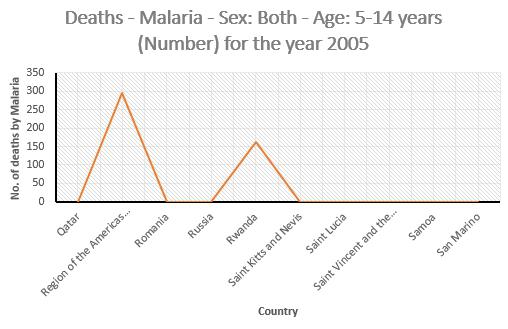 Deaths - Malaria - Sex: Both - Age: 5-14 years
(Number) for the year 2005
No. of deaths by Malaria
350
300
250
200
150
100
50
0
Qatar
Region of the Americas...
Romania
Russia
Rwanda
Saint Kitts and Nevis
Saint Lucia
Saint Vincent and the...
Samoa
San Marino
Country